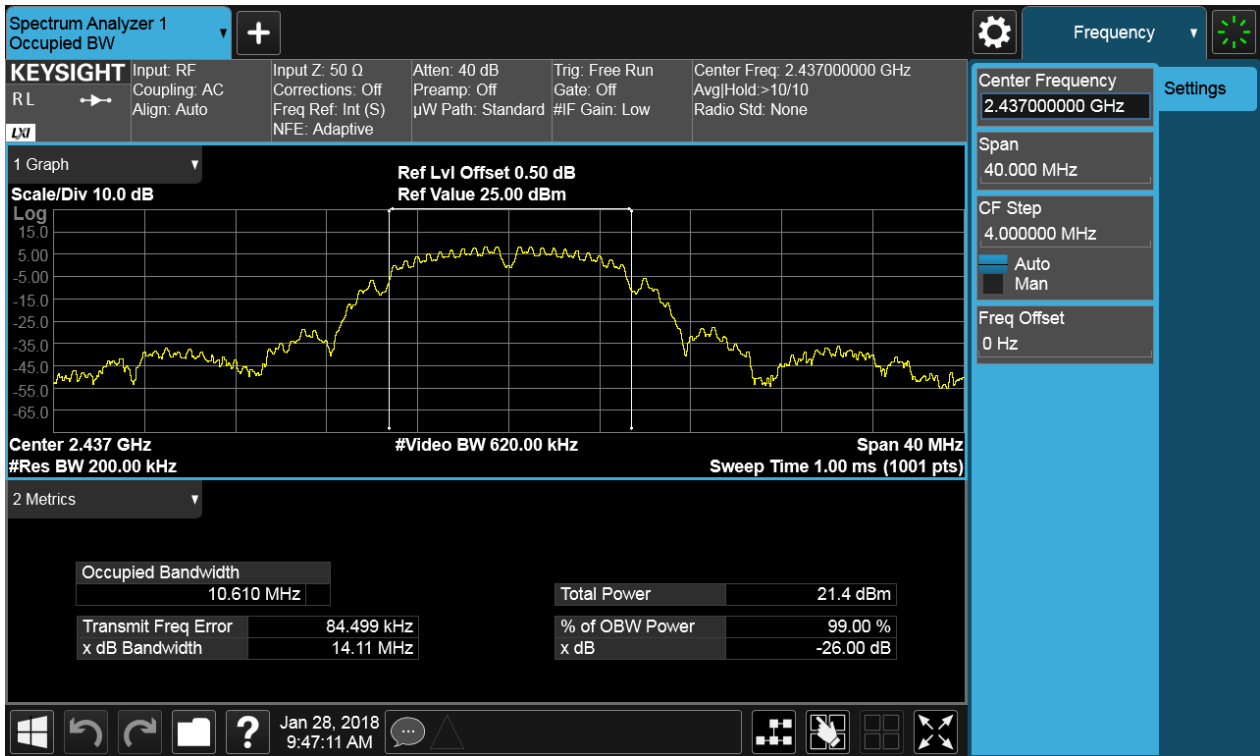 Spectrum Analyzer 1
Occupied BW
Frequency
KEYSIGHT
R L
LXI
Input: RF
Coupling: AC
Align: Auto
Input Z: 50 Ω
Corrections: Off
Freq Ref: Int (S)
NFE: Adaptive
Atten: 40 dB
Preamp: Off
µW Path: Standard
Trig: Free Run
Gate: Off
#IF Gain: Low
Center Freq: 2.437000000 GHz
Avg|Hold:>10/10
Radio Std: None
Center Frequency
2.437000000 GHz
Settings
Span
40.000 MHz
CF Step
4.000000 MHz
Auto
Man
Freq Offset
0 Hz
1 Graph
Scale/Div 10.0 dB
Ref Lvl Offset 0.50 dB
Ref Value 25.00 dBm
Log
15.0
5.00
-5.00
-15.0
-25.0
-35.0
-45.0
-55.0
-65.0
Center 2.437 GHz
#Video BW 620.00 kHz
Span 40 MHz
#Res BW 200.00 kHz
Sweep Time 1.00 ms (1001 pts)
2 Metrics
Occupied Bandwidth
10.610 MHz
Total Power 21.4 dBm
Transmit Freq Error 84.499 kHz
% of OBW Power 99.00 %
x dB Bandwidth 14.11 MHz
x dB -26.00 dB
Jan 28, 2018
9:47:11 AM